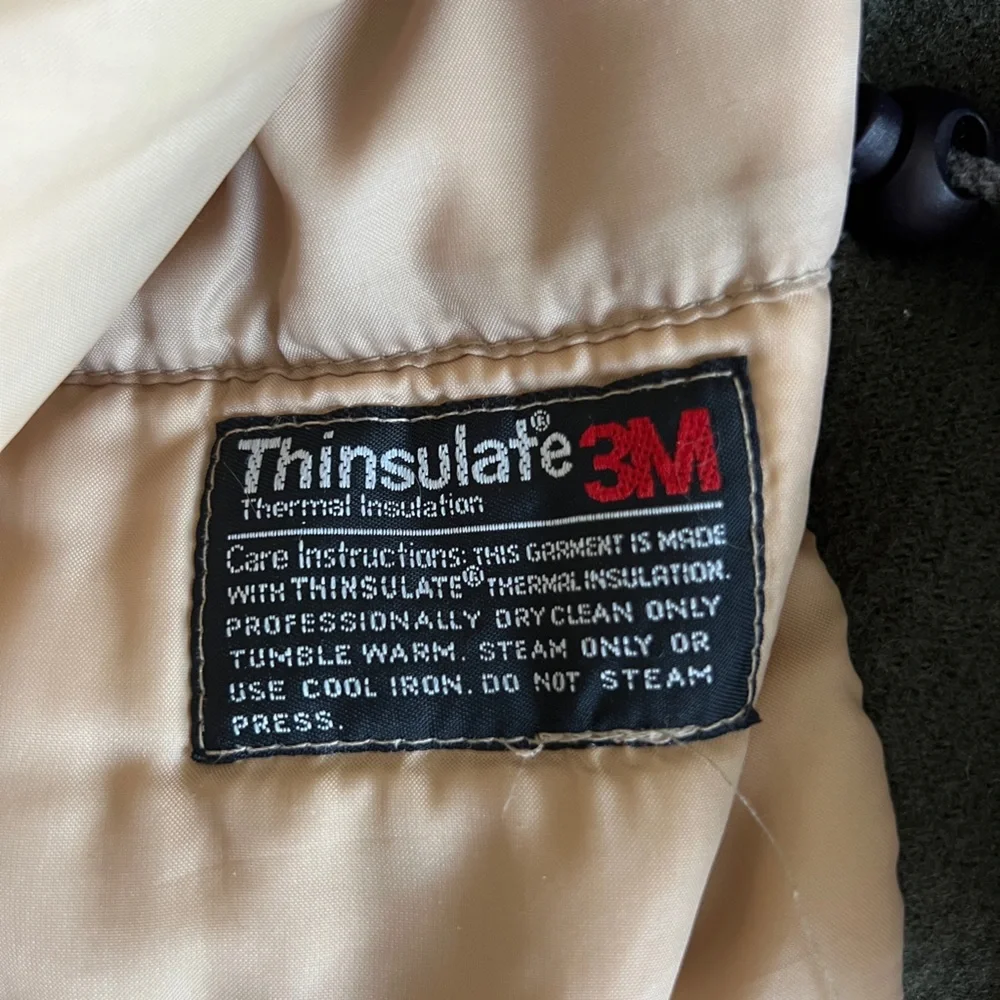 Thinsulate® 3M
Thermal Insulation
Care Instructions: THIS GARMENT IS MADE
WITH THINSULATE® THERMAL INSULATION.
PROFESSIONALLY DRY CLEAN ONLY
TUMBLE WARM. STEAM ONLY OR
USE COOL IRON. DO NOT STEAM
PRESS.